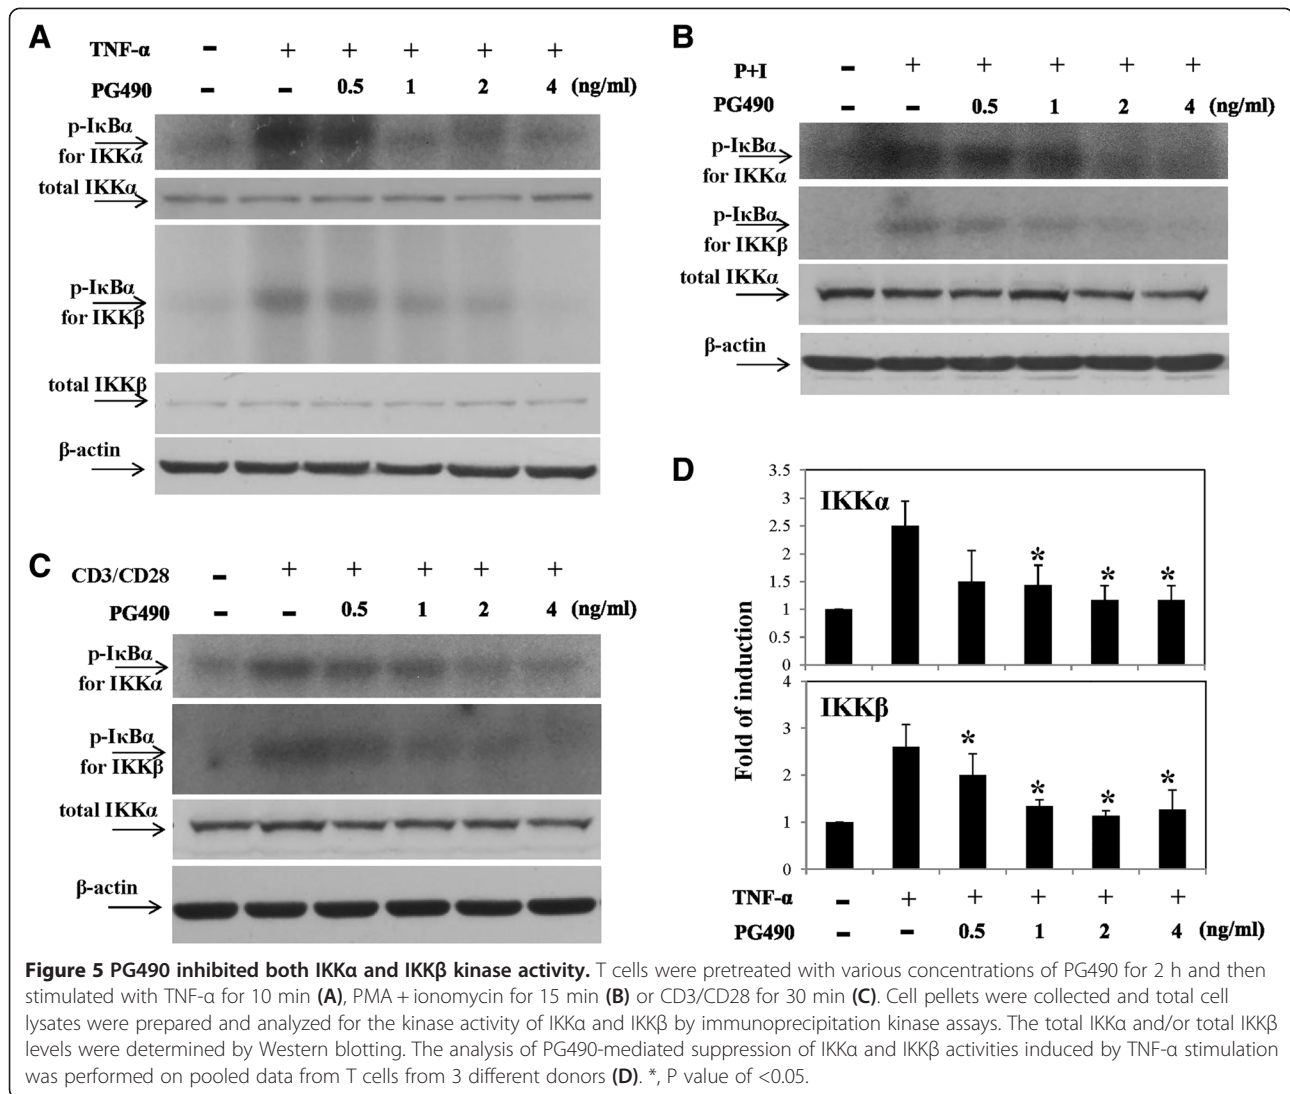 A
TNF-α - + + + + +
PG490 - - 0.5 1 2 4 (ng/ml)
p-IκBα
for IKKα
total IKKα
p-IκBα
for IKKβ
total IKKβ
β-actin
B
P+I - + + + + +
PG490 - - 0.5 1 2 4 (ng/ml)
p-IκBα
for IKKα
p-IκBα
for IKKβ
total IKKα
β-actin
C
CD3/CD28 - + + + + +
PG490 - - 0.5 1 2 4 (ng/ml)
p-IκBα
for IKKα
p-IκBα
for IKKβ
total IKKα
β-actin
D
Fold of induction
3.5
3
2.5
2
1.5
1
0.5
0
IKKα
* * *
4
3
2
1
0
IKKβ
* * * *
TNF-α - + + + + +
PG490 - - 0.5 1 2 4 (ng/ml)
Figure 5 PG490 inhibited both IKKα and IKKβ kinase activity. T cells were pretreated with various concentrations of PG490 for 2 h and then
stimulated with TNF-α for 10 min (A), PMA + ionomycin for 15 min (B) or CD3/CD28 for 30 min (C). Cell pellets were collected and total cell
lysates were prepared and analyzed for the kinase activity of IKKα and IKKβ by immunoprecipitation kinase assays. The total IKKα and/or total IKKβ
levels were determined by Western blotting. The analysis of PG490-mediated suppression of IKKα and IKKβ activities induced by TNF-α stimulation
was performed on pooled data from T cells from 3 different donors (D). *, P value of <0.05.